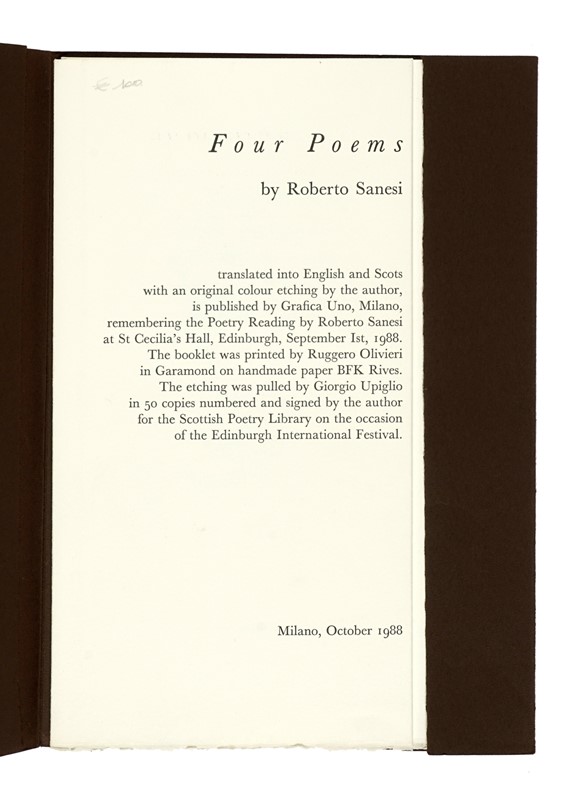 € 100
Four Poems
by Roberto Sanesi
translated into English and Scots
with an original colour etching by the author,
is published by Grafica Uno, Milano,
remembering the Poetry Reading by Roberto Sanesi
at St Cecilia's Hall, Edinburgh, September Ist, 1988.
The booklet was printed by Ruggero Olivieri
in Garamond on handmade paper BFK Rives.
The etching was pulled by Giorgio Upiglio
in 50 copies numbered and signed by the author
for the Scottish Poetry Library on the occasion
of the Edinburgh International Festival.
Milano, October 1988